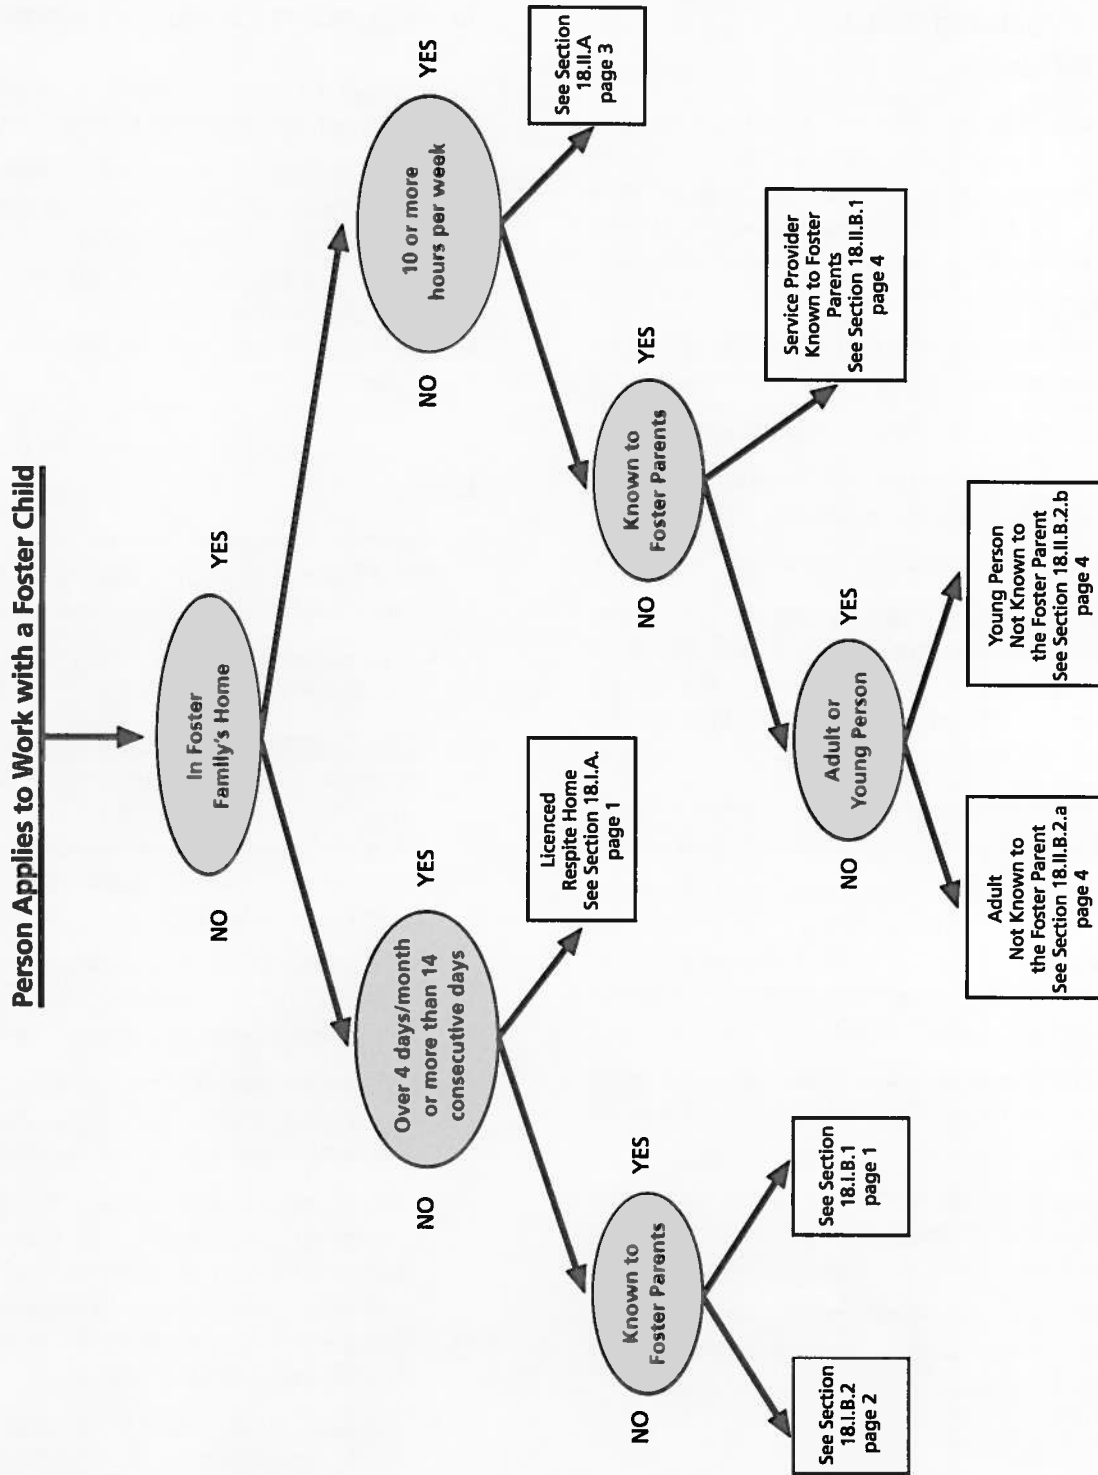 Person Applies to Work with a Foster Child
In Foster
Family's Home
NO
YES
Over 4 days/month
or more than 14
consecutive days
NO
YES
10 or more
hours per week
NO
YES
Known to
Foster Parents
NO
YES
Licenced
Respite Home
See Section 18.I.A.
page 1
Known to
Foster Parents
NO
YES
See Section
18.II.A
page 3
See Section
18.I.B.2
page 2
See Section
18.I.B.1
page 1
Adult or
Young Person
NO
YES
Service Provider
Known to Foster
Parents
See Section 18.II.B.1
page 4
Adult
Not Known to
the Foster Parent
See Section 18.II.B.2.a
page 4
Young Person
Not Known to
the Foster Parent
See Section 18.II.B.2.b
page 4